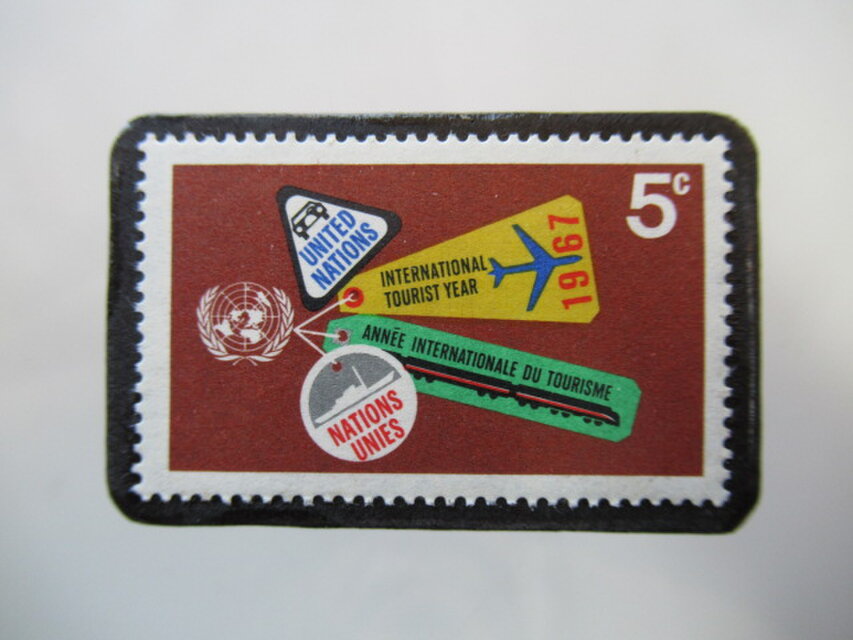 5c
UNITED
NATIONS
INTERNATIONAL
TOURIST YEAR
1967
ANNÉE INTERNATIONALE DU TOURISME
NATIONS
UNIES